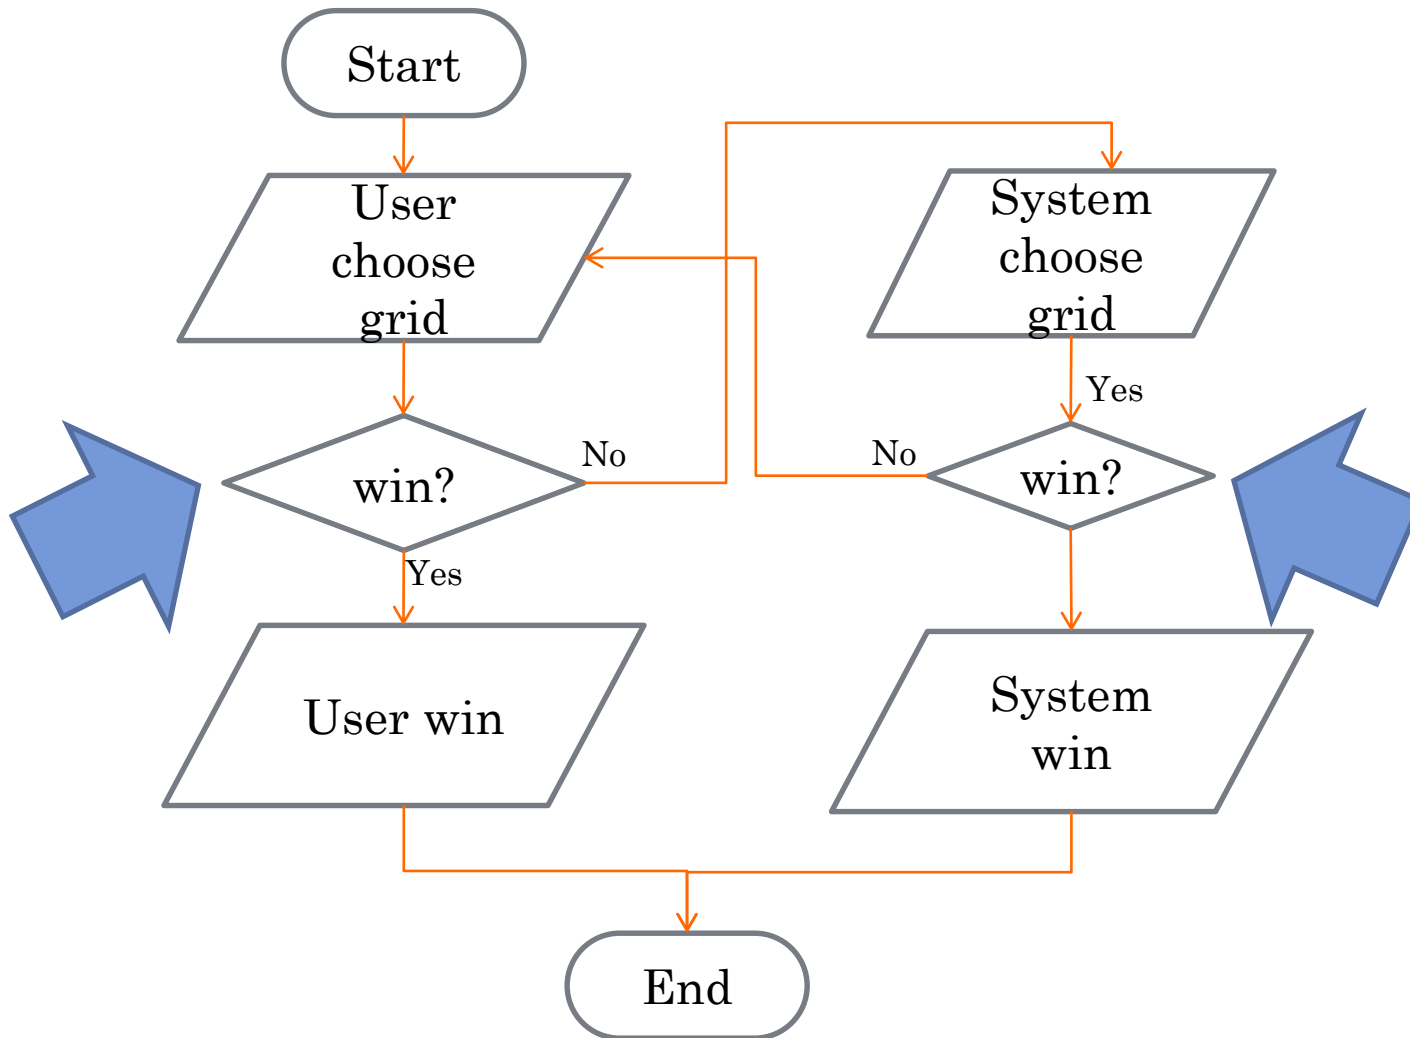 Start
User
choose
grid
win?
No
Yes
User win
System
choose
grid
Yes
No
win?
System
win
End